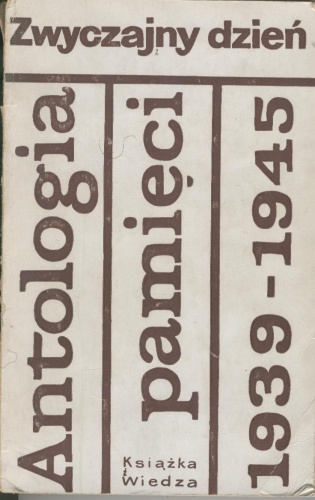 Zwyczajny dzień
Antologia
pamięci
1939-1945
Książka
i
Wiedza